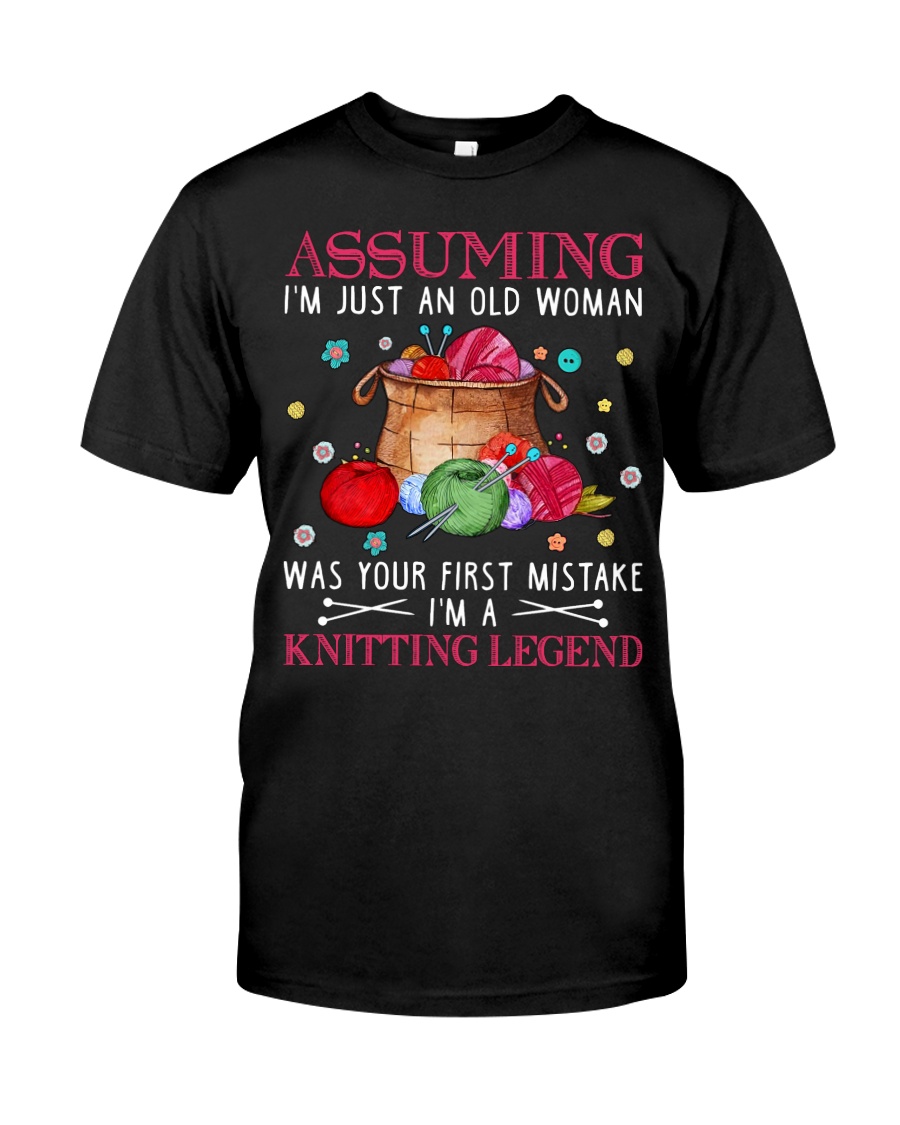 ASSUMING
I'M JUST AN OLD WOMAN
WAS YOUR FIRST MISTAKE
I'M A
KNITTING LEGEND